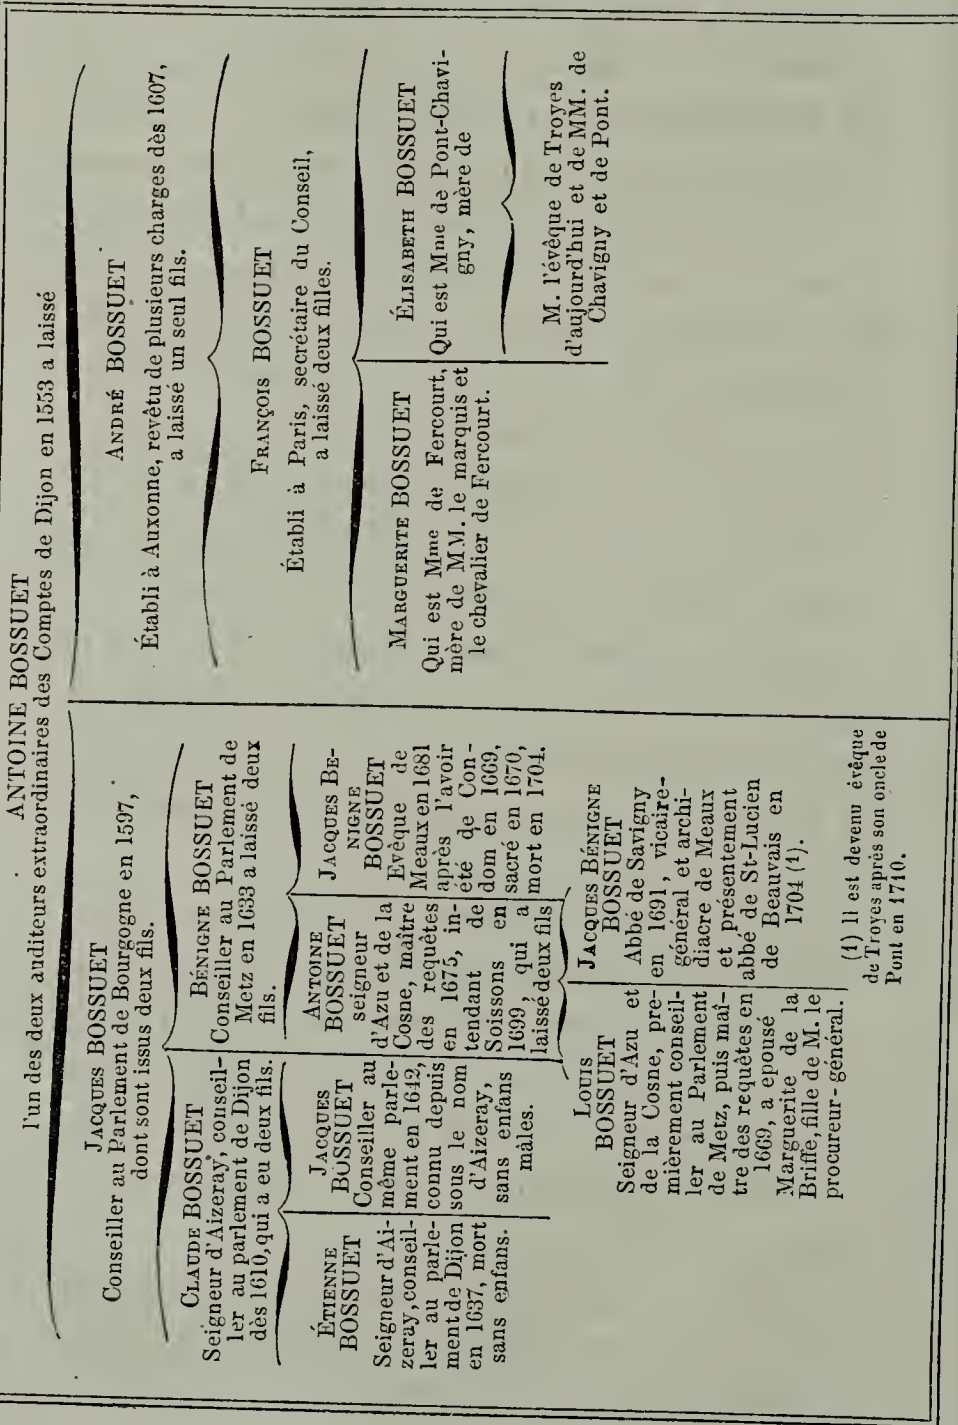 ANTOINE BOSSUET
l'un des deux auditeurs extraordinaires des Comptes de Dijon en 1553 a laissé
JACQUES BOSSUET
Conseiller au Parlement de Bourgogne en 1597,
dont sont issus deux fils.
CLAUDE BOSSUET
Seigneur d'Aizeray, conseil-
ler au parlement de Dijon
dès 1610, qui a eu deux fils.
ÉTIENNE
BOSSUET
Seigneur d'Ai-
zeray, conseil-
ler au parle-
ment de Dijon
en 1637, mort
sans enfans.
JACQUES
BOSSUET
Conseiller au
même parle-
ment en 1642,
connu depuis
sous le nom
d'Aizeray,
sans enfans
mâles.
BÉNIGNE BOSSUET
Conseiller au Parlement de
Metz en 1633 a laissé deux
fils.
ANTOINE
BOSSUET
seigneur
d'Azu et de la
Cosne, maître
des requêtes
en 1675, in-
tendant de
Soissons en
1699, qui a
laissé deux fils
JACQUES BE-
NIGNE
BOSSUET
Evêque de
Meaux en 1681
après l'avoir
été de Con-
dom en 1669,
sacré en 1670,
mort en 1704.
LOUIS
BOSSUET
Seigneur d'Azu et
de la Cosne, pre-
mièrement conseil-
ler au Parlement
de Metz, puis maî-
tre des requêtes en
1669, a epousé
Marguerite de la
Briffe, fille de M. le
procureur-général.
JACQUES BÉNIGNE
BOSSUET
Abbé de Savigny
en 1691, vicaire-
général et archi-
diacre de Meaux
et présentement
abbé de St-Lucien
de Beauvais en
1704 (1).
(1) Il est devenu évêque
de Troyes après son oncle de
Pont en 1710.
ANDRÉ BOSSUET
Établi à Auxonne, revêtu de plusieurs charges dès 1607,
a laissé un seul fils.
FRANÇOIS BOSSUET
Établi à Paris, secrétaire du Conseil,
a laissé deux filles.
MARGUERITE BOSSUET
Qui est Mme de Fercourt,
mère de MM. le marquis et
le chevalier de Fercourt.
ÉLISABETH BOSSUET
Qui est Mme de Pont-Chavi-
gny, mère de
M. l'évêque de Troyes
d'aujourd'hui et de MM. de
Chavigny et de Pont.